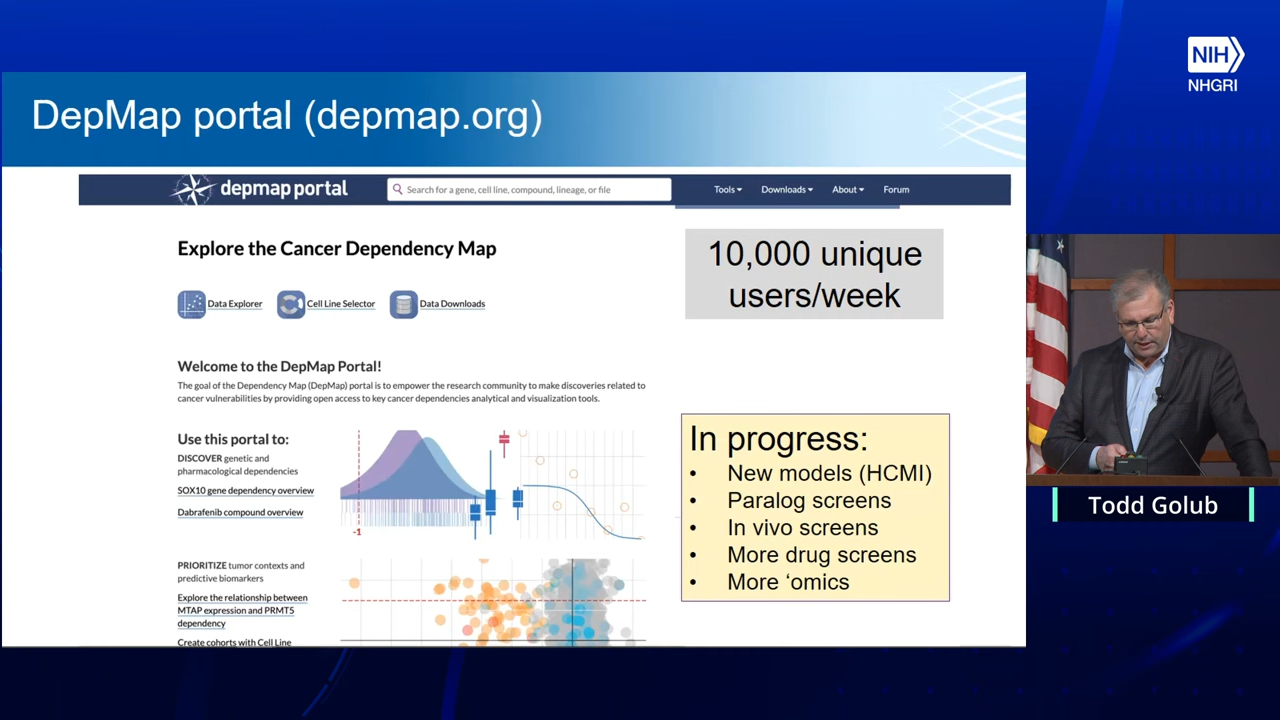 NIH
NHGRI
DepMap portal (depmap.org)
depmap portal
Search for a gene, cell line, compound, lineage, or file
Tools
Downloads
About
Forum
Explore the Cancer Dependency Map
Data Explorer
Cell Line Selector
Data Downloads
10,000 unique
users/week
Welcome to the DepMap Portal!
The goal of the Dependency Map (DepMap) portal is to empower the research community to make discoveries related to
cancer vulnerabilities by providing open access to key cancer dependencies analytical and visualization tools.
Use this portal to:
DISCOVER genetic and
pharmacological dependencies
SOX10 gene dependency overview
Dabrafenib compound overview
-1
PRIORITIZE tumor contexts and
predictive biomarkers
Explore the relationship between
MTAP expression and PRMT5
dependency
Create cohorts with Cell Line
In progress:
• New models (HCMI)
• Paralog screens
• In vivo screens
• More drug screens
• More ‘omics
Todd Golub